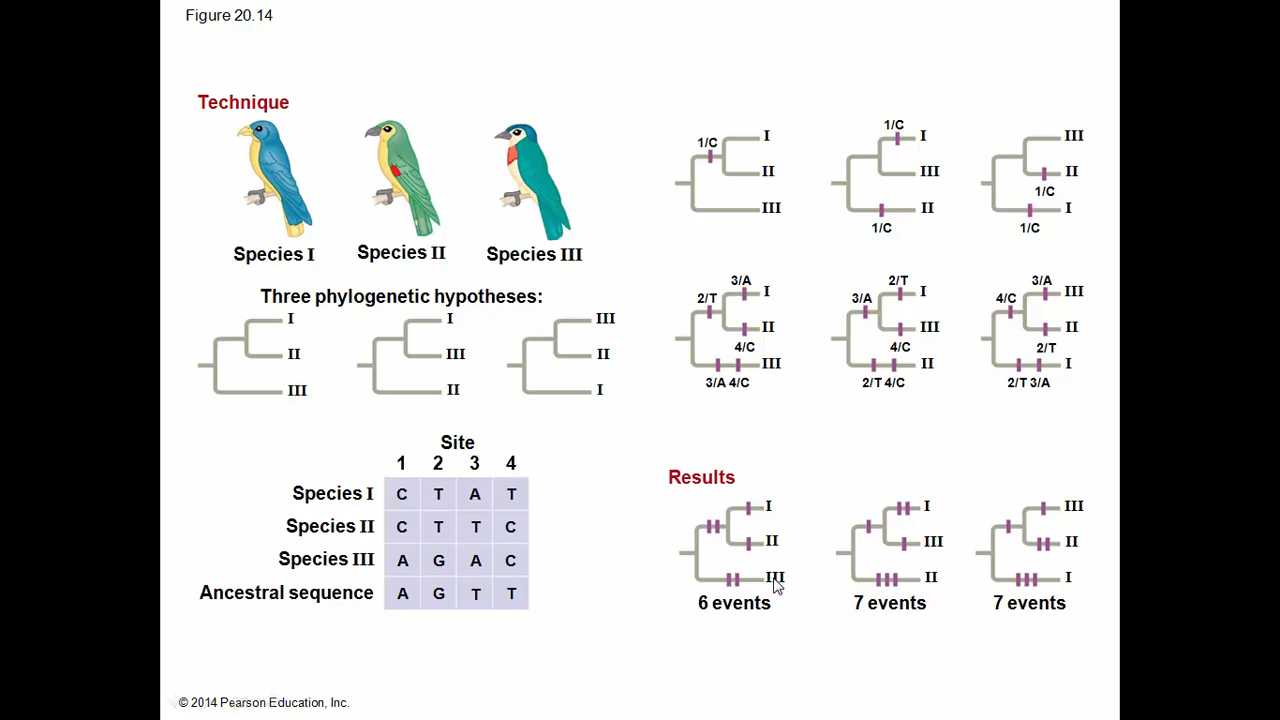 Figure 20.14
Technique
Species I
Species II
Species III
Three phylogenetic hypotheses:
I
II
III
I
III
II
III
II
I
Site
1 2 3 4
Species I C T A T
Species II C T T C
Species III A G A C
Ancestral sequence A G T T
1/C
I
II
III
1/C
I
III
II
1/C
III
II
1/C
I
1/C
3/A
2/T
I
II
4/C
III
3/A 4/C
2/T
3/A
I
III
4/C
II
2/T 4/C
3/A
4/C
III
II
2/T
I
2/T 3/A
Results
I
II
III
6 events
I
III
II
7 events
III
II
I
7 events
© 2014 Pearson Education, Inc.